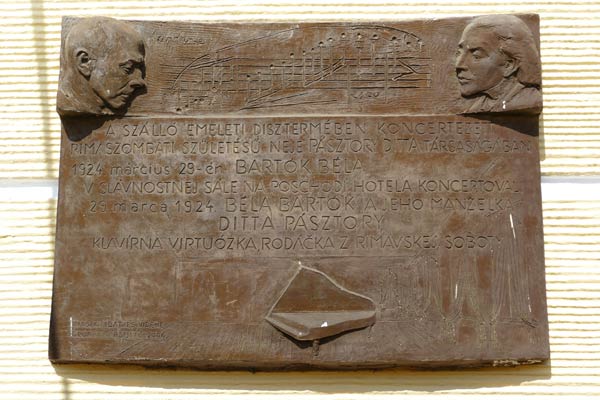 A SZÁLLÓ EMELETI DÍSZTERMÉBEN KONCERTEZETT
RIMASZOMBATI SZÜLETÉSŰ NEJE PÁSZTORY DITTA TÁRSASÁGÁBAN
1924. március 29-én BARTÓK BÉLA
V SLÁVNOSTNEJ SÁLE NA POSCHODÍ HOTELA KONCERTOVAL
29. marca 1924 BÉLA BARTÓK A JEHO MANŽELKA
DITTA PÁSZTORY
KLAVÍRNA VIRTUÓZKA RODÁČKA Z RIMAVSKEJ SOBOTY